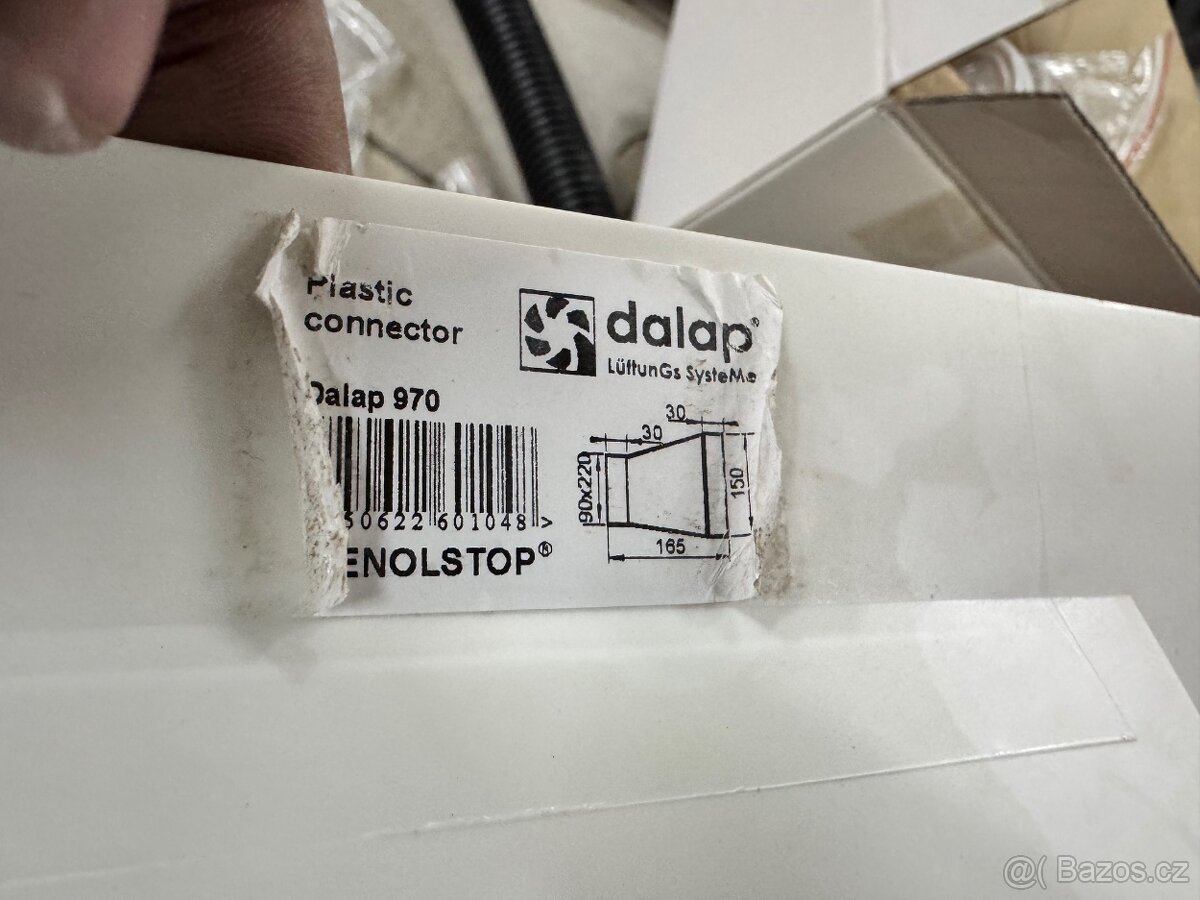 Plastic
connector
dalap®
LüftunGs SysteMe
Dalap 970
50622 601048 >
ENOLSTOP®
30
30
90x220
150
165
@( Bazos.cz